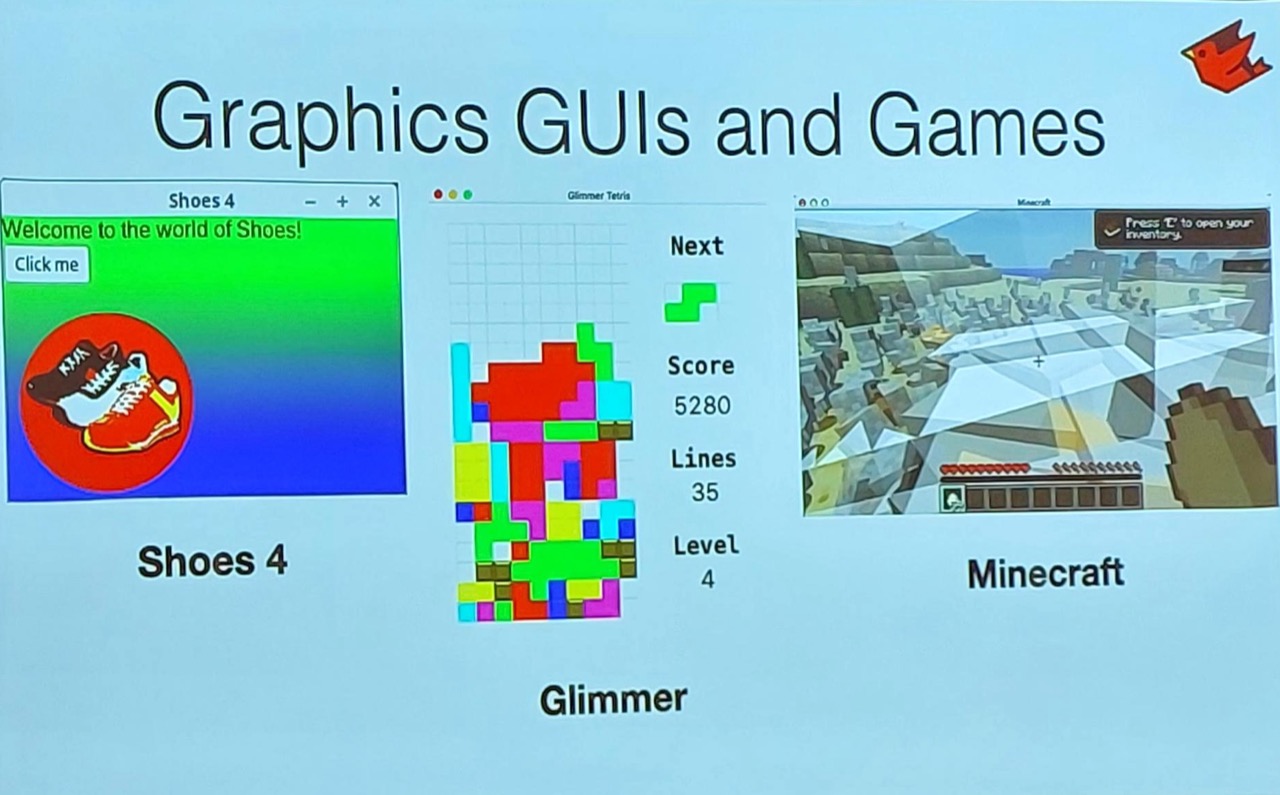 Graphics GUIs and Games
Shoes 4
Welcome to the world of Shoes!
Click me
Shoes 4
Glimmer Tetris
Next
Score
5280
Lines
35
Level
4
Glimmer
Minecraft
Press 'E' to open your
inventory.
Minecraft